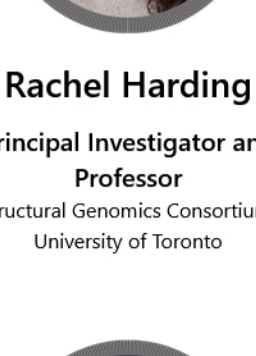 Rachel Harding
rincipal Investigator an
Professor
ructural Genomics Consortiu
University of Toronto